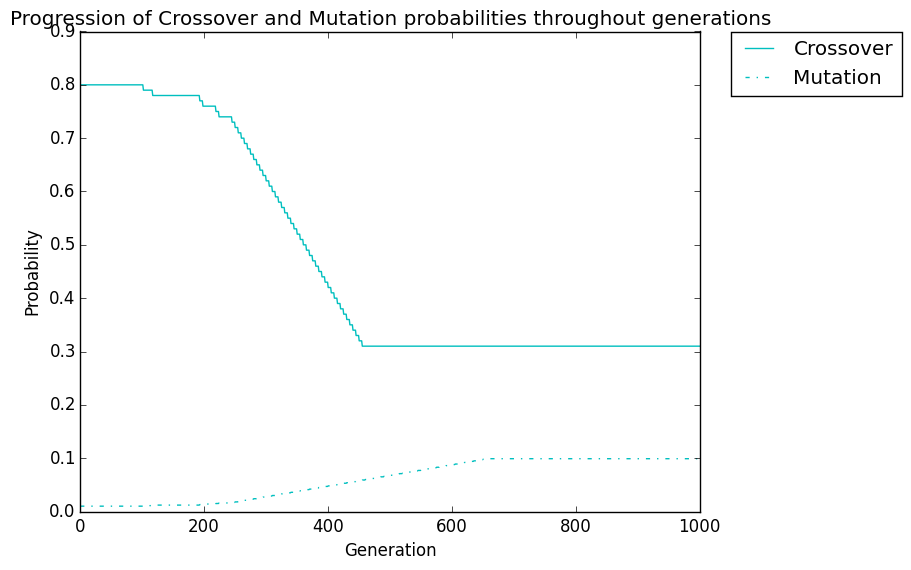 Progression of Crossover and Mutation probabilities throughout generations
Crossover
Mutation
0.9
0.8
0.7
0.6
0.5
0.4
0.3
0.2
0.1
0.0
Probability
0 200 400 600 800 1000
Generation